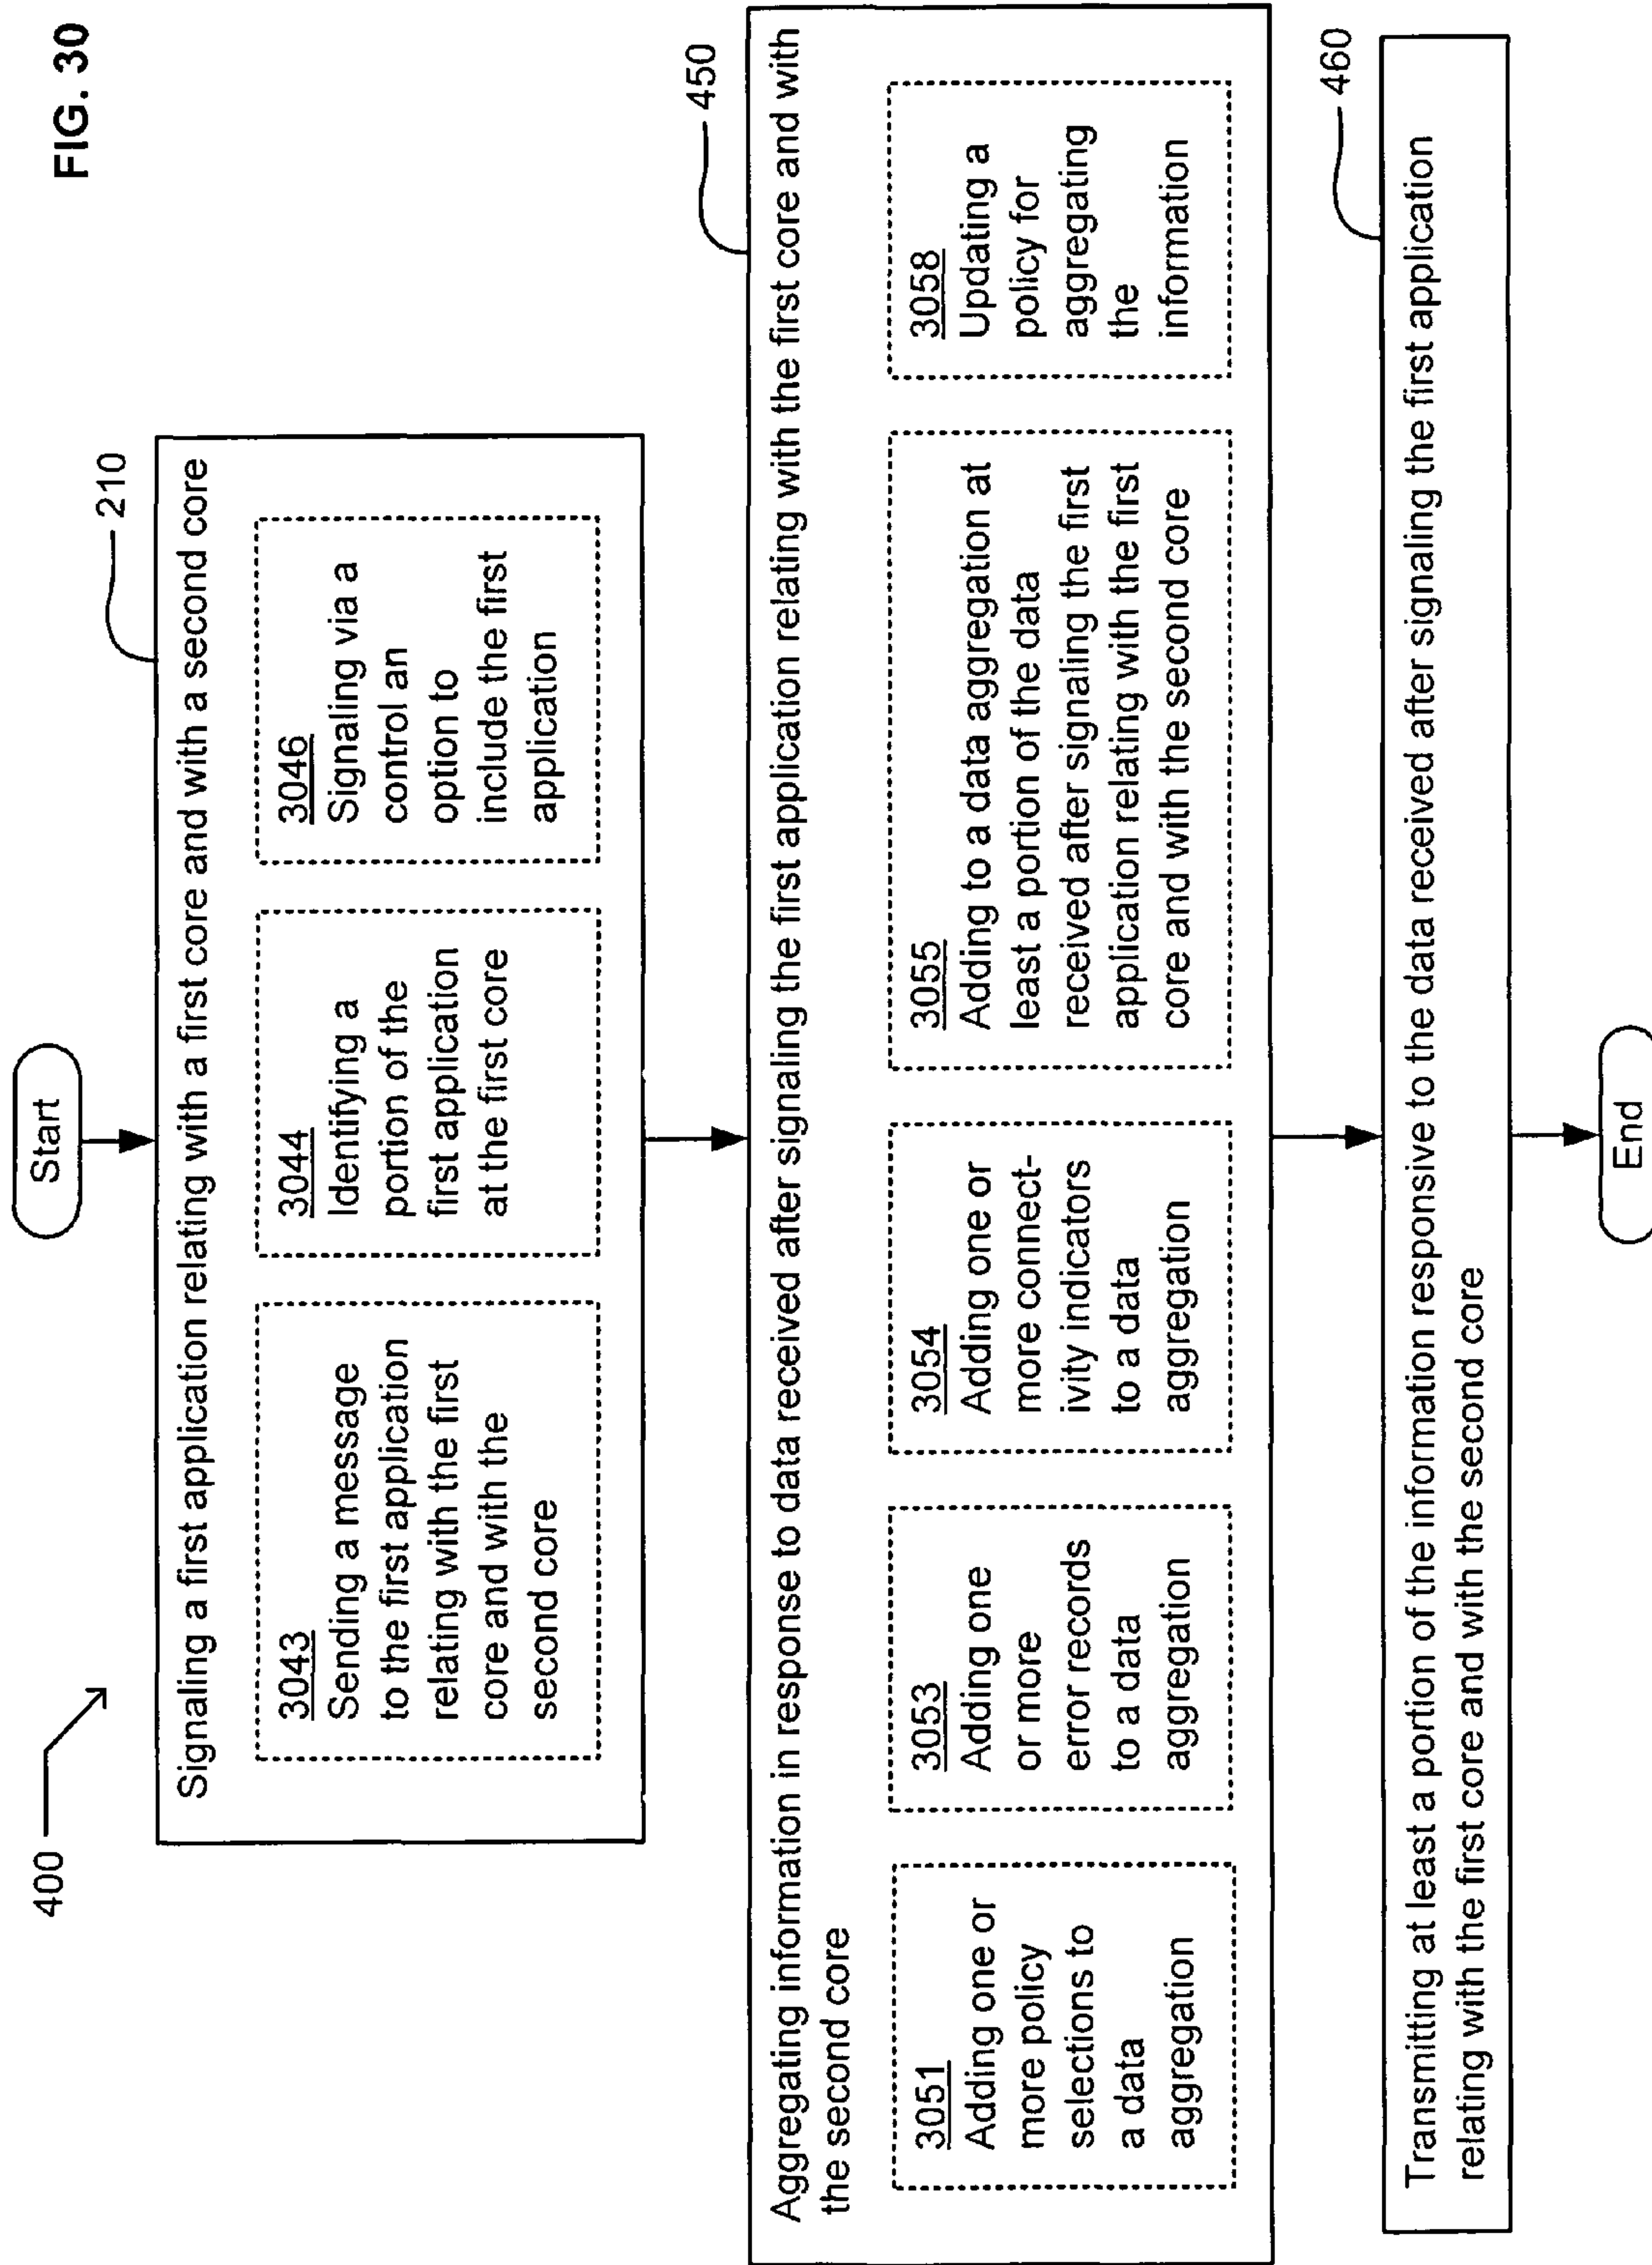 FIG. 30
400
Start
210
Signaling a first application relating with a first core and with a second core
3043
Sending a message
to the first application
relating with the first
core and with the
second core
3044
Identifying a
portion of the
first application
at the first core
3046
Signaling via a
control an
option to
include the first
application
450
Aggregating information in response to data received after signaling the first application relating with the first core and with
the second core
3051
Adding one or
more policy
selections to
a data
aggregation
3053
Adding one
or more
error records
to a data
aggregation
3054
Adding one or
more connect-
ivity indicators
to a data
aggregation
3055
Adding to a data aggregation at
least a portion of the data
received after signaling the first
application relating with the first
core and with the second core
3058
Updating a
policy for
aggregating
the
information
460
Transmitting at least a portion of the information responsive to the data received after signaling the first application
relating with the first core and with the second core
End